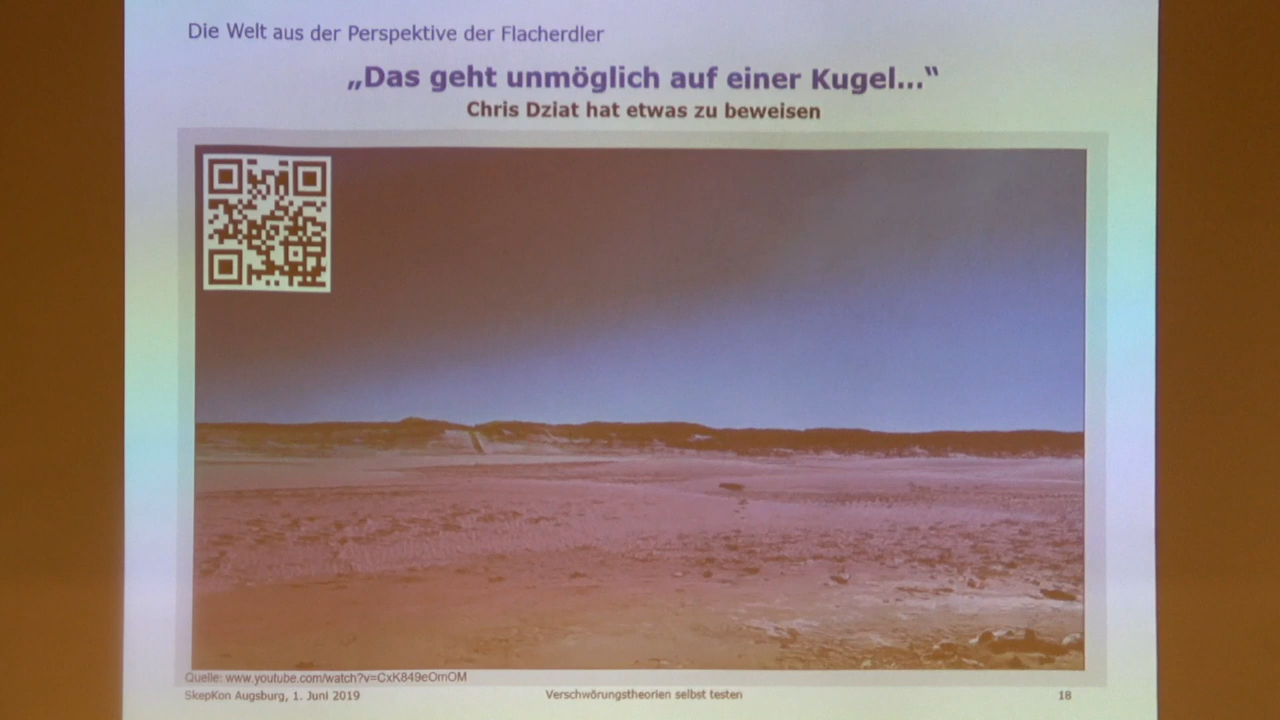 Die Welt aus der Perspektive der Flacherdler
„Das geht unmöglich auf einer Kugel...“
Chris Dziat hat etwas zu beweisen
Quelle: www.youtube.com/watch?v=CxK849eOmOM
SkepKon Augsburg, 1. Juni 2019 Verschwörungstheorien selbst testen 18